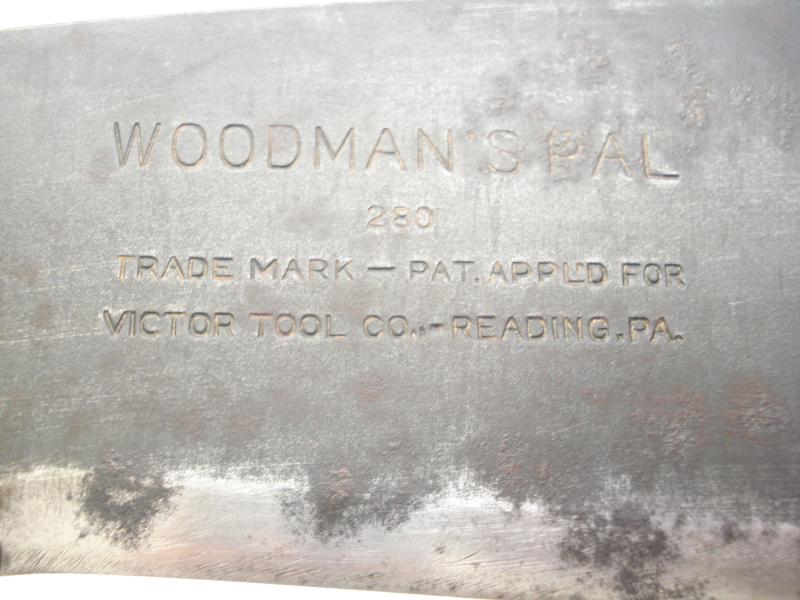 WOODMAN'S PAL
280
TRADE MARK — PAT. APPL'D FOR
VICTOR TOOL CO.,- READING, PA.